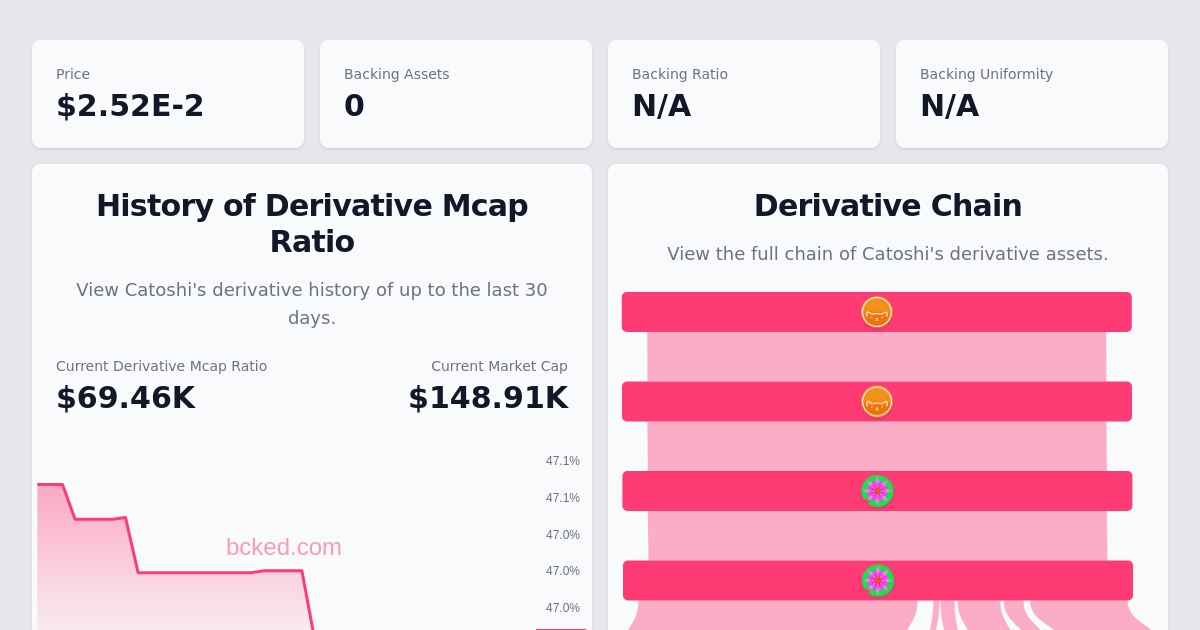 Price
$2.52E-2
Backing Assets
0
Backing Ratio
N/A
Backing Uniformity
N/A
History of Derivative Mcap
Ratio
View Catoshi's derivative history of up to the last 30
days.
Current Derivative Mcap Ratio
$69.46K
Current Market Cap
$148.91K
47.1%
47.1%
47.0%
47.0%
47.0%
bcked.com
Derivative Chain
View the full chain of Catoshi's derivative assets.